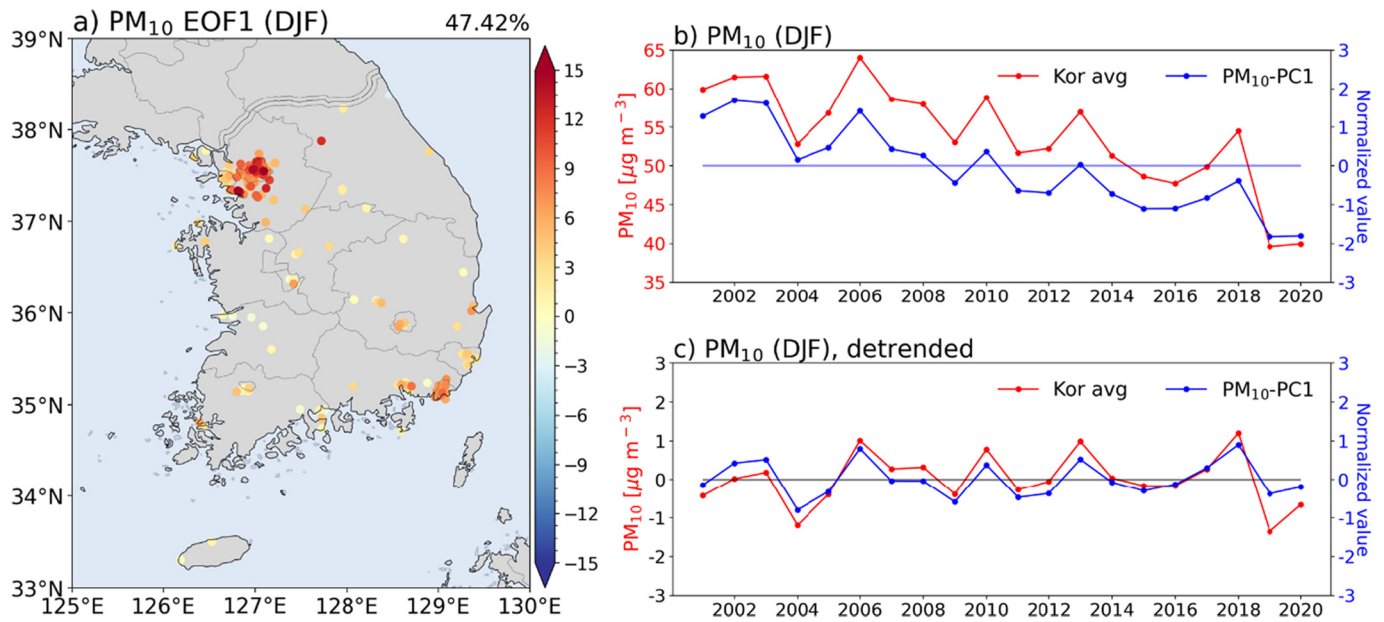 a) PM₁₀ EOF1 (DJF) 47.42%
39°N
38°N
37°N
36°N
35°N
34°N
33°N
125°E 126°E 127°E 128°E 129°E 130°E
15
12
9
6
3
0
−3
−6
−9
−12
−15
b) PM₁₀ (DJF)
Kor avg PM₁₀-PC1
PM₁₀ [μg m⁻³]
65
60
55
50
45
40
35
3
2
1
0
-1
-2
-3
Normalized value
2002 2004 2006 2008 2010 2012 2014 2016 2018 2020
c) PM₁₀ (DJF), detrended
Kor avg PM₁₀-PC1
PM₁₀ [μg m⁻³]
3
2
1
0
-1
-2
-3
3
2
1
0
-1
-2
-3
Normalized value
2002 2004 2006 2008 2010 2012 2014 2016 2018 2020